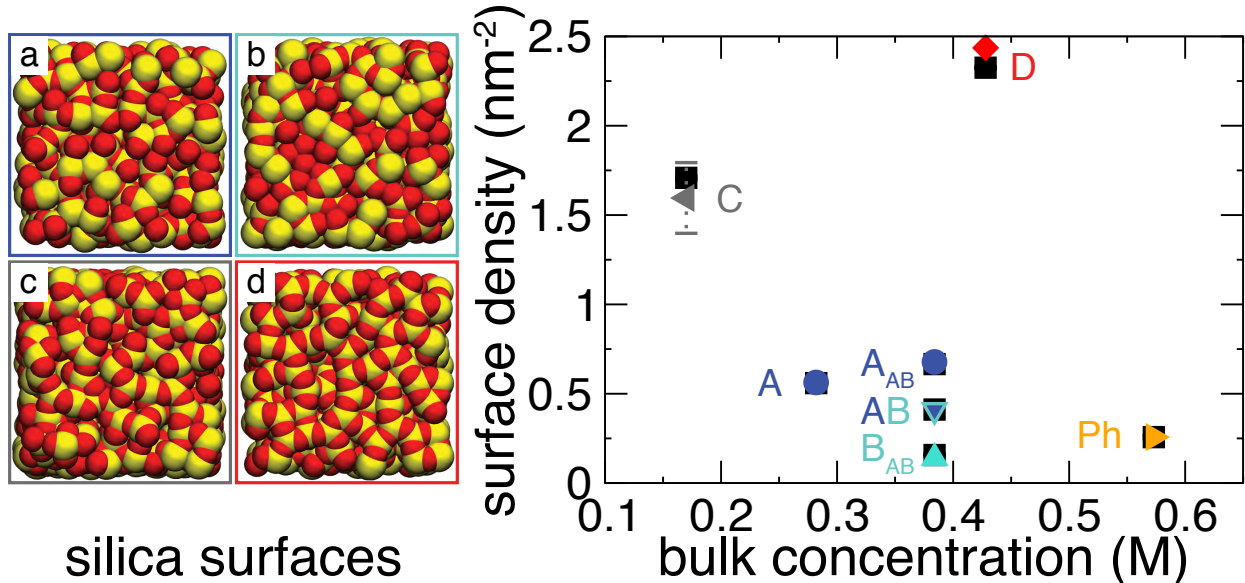 a
b
c
d
silica surfaces
surface density (nm⁻²)
2.5
2
1.5
1
0.5
0
D
C
A
A_AB
AB
B_AB
Ph
0.1 0.2 0.3 0.4 0.5 0.6
bulk concentration (M)